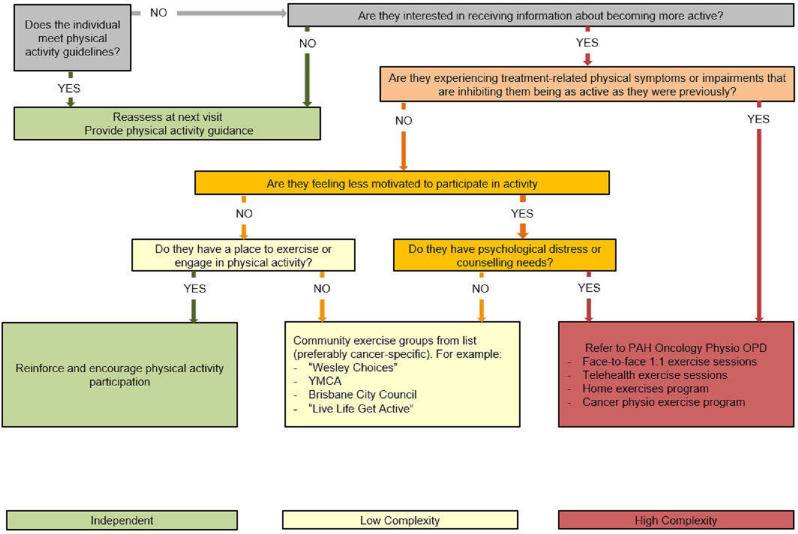 Does the individual
meet physical
activity guidelines?
NO
Are they interested in receiving information about becoming more active?
NO
YES
YES
Are they experiencing treatment-related physical symptoms or impairments that
are inhibiting them being as active as they were previously?
Reassess at next visit
Provide physical activity guidance
NO
YES
Are they feeling less motivated to participate in activity
NO
YES
Do they have a place to exercise or
engage in physical activity?
Do they have psychological distress or
counselling needs?
YES
NO
NO
YES
Reinforce and encourage physical activity
participation
Community exercise groups from list
(preferably cancer-specific). For example:
- "Wesley Choices"
- YMCA
- Brisbane City Council
- "Live Life Get Active"
Refer to PAH Oncology Physio OPD
- Face-to-face 1:1 exercise sessions
- Telehealth exercise sessions
- Home exercises program
- Cancer physio exercise program
Independent
Low Complexity
High Complexity